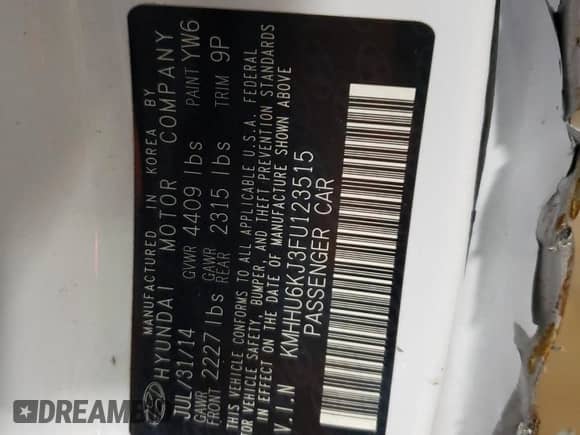 MANUFACTURED IN KOREA BY
HYUNDAI MOTOR COMPANY
JUL/31/14 GVWR 4409 lbs PAINT YW6
GAWR FRONT 2227 lbs GAWR REAR 2315 lbs TRIM 9P
THIS VEHICLE CONFORMS TO ALL APPLICABLE U.S.A. FEDERAL
MOTOR VEHICLE SAFETY, BUMPER, AND THEFT PREVENTION STANDARDS
IN EFFECT ON THE DATE OF MANUFACTURE SHOWN ABOVE
V.I.N KMHHU6KJ3FU123515
PASSENGER CAR